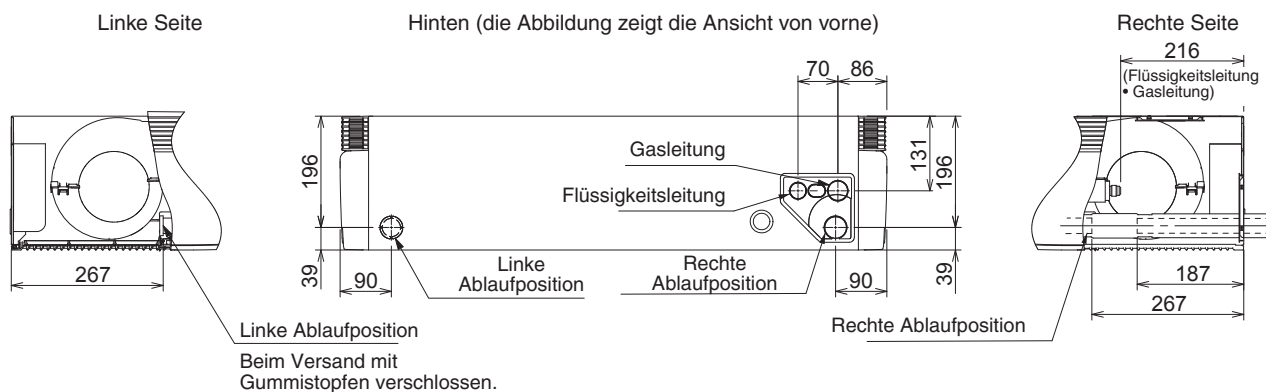 Linke Seite
Hinten (die Abbildung zeigt die Ansicht von vorne)
Rechte Seite
216
(Flüssigkeitsleitung
• Gasleitung)
70
86
Gasleitung
Flüssigkeitsleitung
131
196
196
39
39
267
90
Linke
Ablaufposition
Rechte
Ablaufposition
90
187
267
Linke Ablaufposition
Beim Versand mit
Gummistopfen verschlossen.
Rechte Ablaufposition